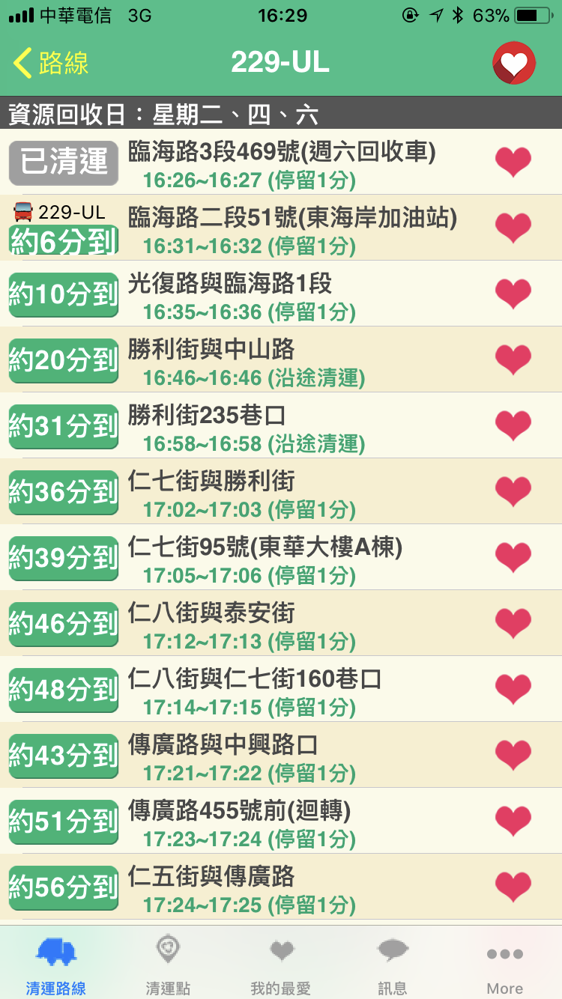 中華電信 3G 16:29 63%
路線 229-UL
資源回收日：星期二、四、六
已清運 臨海路3段469號(週六回收車)
16:26~16:27 (停留1分)
229-UL
約6分到 臨海路二段51號(東海岸加油站)
16:31~16:32 (停留1分)
約10分到 光復路與臨海路1段
16:35~16:36 (停留1分)
約20分到 勝利街與中山路
16:46~16:46 (沿途清運)
約31分到 勝利街235巷口
16:58~16:58 (沿途清運)
約36分到 仁七街與勝利街
17:02~17:03 (停留1分)
約39分到 仁七街95號(東華大樓A棟)
17:05~17:06 (停留1分)
約46分到 仁八街與泰安街
17:12~17:13 (停留1分)
約48分到 仁八街與仁七街160巷口
17:14~17:15 (停留1分)
約43分到 傳廣路與中興路口
17:21~17:22 (停留1分)
約51分到 傳廣路455號前(迴轉)
17:23~17:24 (停留1分)
約56分到 仁五街與傳廣路
17:24~17:25 (停留1分)
清運路線 清運點 我的最愛 訊息 More